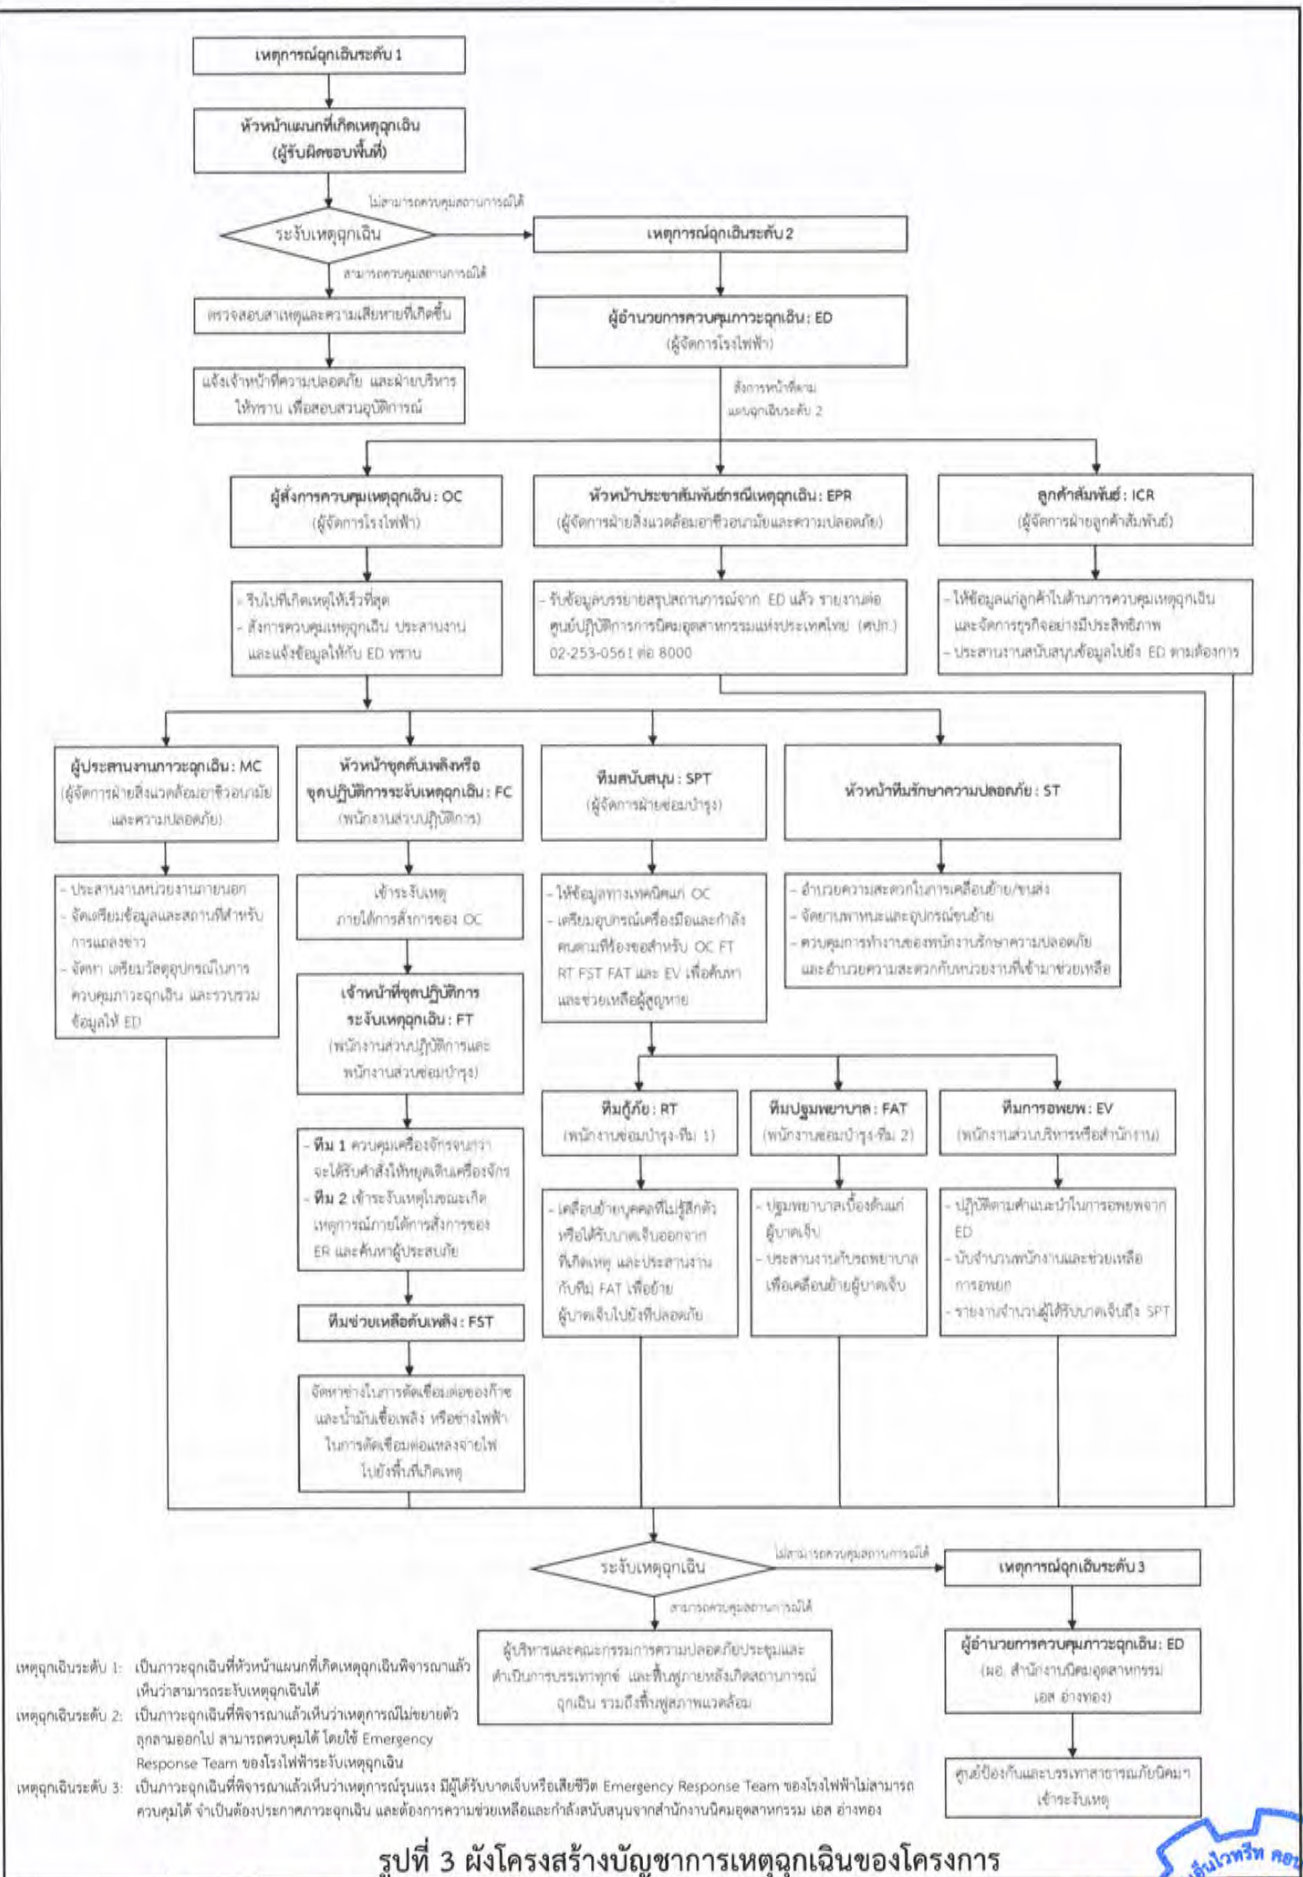 เหตุการณ์ฉุกเฉินระดับ 1
หัวหน้าแผนกที่เกิดเหตุฉุกเฉิน
(ผู้รับผิดชอบพื้นที่)
ไม่สามารถควบคุมสถานการณ์ได้
ระงับเหตุฉุกเฉิน
เหตุการณ์ฉุกเฉินระดับ 2
สามารถควบคุมสถานการณ์ได้
ตรวจสอบสาเหตุและความเสียหายที่เกิดขึ้น
ผู้อำนวยการควบคุมภาวะฉุกเฉิน : ED
(ผู้จัดการโรงไฟฟ้า)
แจ้งเจ้าหน้าที่ความปลอดภัย และฝ่ายบริหาร
ให้ทราบ เพื่อสอบสวนอุบัติการณ์
สั่งการหน้าที่ตาม
แผนฉุกเฉินระดับ 2
ผู้สั่งการควบคุมเหตุฉุกเฉิน : OC
(ผู้จัดการโรงไฟฟ้า)
หัวหน้าประชาสัมพันธ์กรณีเหตุฉุกเฉิน : EPR
(ผู้จัดการฝ่ายสิ่งแวดล้อมอาชีวอนามัยและความปลอดภัย)
ลูกค้าสัมพันธ์ : ICR
(ผู้จัดการฝ่ายลูกค้าสัมพันธ์)
- รีบไปที่เกิดเหตุให้เร็วที่สุด
- สั่งการควบคุมเหตุฉุกเฉิน ประสานงาน
และแจ้งข้อมูลให้กับ ED ทราบ
- รับข้อมูลบรรยายสรุปสถานการณ์จาก ED แล้ว รายงานต่อ
ศูนย์ปฏิบัติการการนิคมอุตสาหกรรมแห่งประเทศไทย (ศปก.)
02-253-0561 ต่อ 8000
- ให้ข้อมูลแก่ลูกค้าในด้านการควบคุมเหตุฉุกเฉิน
และจัดการธุรกิจอย่างมีประสิทธิภาพ
- ประสานงานสนับสนุนข้อมูลไปยัง ED ตามต้องการ
ผู้ประสานงานภาวะฉุกเฉิน : MC
(ผู้จัดการฝ่ายสิ่งแวดล้อมอาชีวอนามัย
และความปลอดภัย)
หัวหน้าชุดดับเพลิงหรือ
ชุดปฏิบัติการระงับเหตุฉุกเฉิน : FC
(พนักงานส่วนปฏิบัติการ)
ทีมสนับสนุน : SPT
(ผู้จัดการฝ่ายซ่อมบำรุง)
หัวหน้าทีมรักษาความปลอดภัย : ST
- ประสานงานหน่วยงานภายนอก
- จัดเตรียมข้อมูลและสถานที่สำหรับ
การแถลงข่าว
- จัดหา เตรียมวัสดุอุปกรณ์ในการ
ควบคุมภาวะฉุกเฉิน และรวบรวม
ข้อมูลให้ ED
เข้าระงับเหตุ
ภายใต้การสั่งการของ OC
- ให้ข้อมูลทางเทคนิคแก่ OC
- เตรียมอุปกรณ์เครื่องมือและกำลัง
คนตามที่ร้องขอสำหรับ OC FT
RT FST FAT และ EV เพื่อค้นหา
และช่วยเหลือผู้สูญหาย
- อำนวยความสะดวกในการเคลื่อนย้าย/ขนส่ง
- จัดยานพาหนะและอุปกรณ์ขนย้าย
- ควบคุมการทำงานของพนักงานรักษาความปลอดภัย
และอำนวยความสะดวกกับหน่วยงานที่เข้ามาช่วยเหลือ
เจ้าหน้าที่ชุดปฏิบัติการ
ระงับเหตุฉุกเฉิน : FT
(พนักงานส่วนปฏิบัติการและ
พนักงานส่วนซ่อมบำรุง)
ทีมกู้ภัย : RT
(พนักงานซ่อมบำรุง-ทีม 1)
ทีมปฐมพยาบาล : FAT
(พนักงานซ่อมบำรุง-ทีม 2)
ทีมการอพยพ : EV
(พนักงานส่วนบริหารหรือสำนักงาน)
- ทีม 1 ควบคุมเครื่องจักรจนกว่า
จะได้รับคำสั่งให้หยุดเดินเครื่องจักร
- ทีม 2 เข้าระงับเหตุในขณะเกิด
เหตุการณ์ภายใต้การสั่งการของ
ER และค้นหาผู้ประสบภัย
- เคลื่อนย้ายบุคคลที่ไม่รู้สึกตัว
หรือได้รับบาดเจ็บออกจาก
ที่เกิดเหตุ และประสานงาน
กับทีม FAT เพื่อย้าย
ผู้บาดเจ็บไปยังที่ปลอดภัย
- ปฐมพยาบาลเบื้องต้นแก่
ผู้บาดเจ็บ
- ประสานงานกับรถพยาบาล
เพื่อเคลื่อนย้ายผู้บาดเจ็บ
- ปฏิบัติตามคำแนะนำในการอพยพจาก
ED
- นับจำนวนพนักงานและช่วยเหลือ
การอพยก
- รายงานจำนวนผู้ได้รับบาดเจ็บถึง SPT
ทีมช่วยเหลือดับเพลิง : FST
จัดหาช่างในการตัดเชื่อมต่อของก๊าซ
และน้ำมันเชื้อเพลิง หรือช่างไฟฟ้า
ในการตัดเชื่อมต่อแหล่งจ่ายไฟ
ไปยังพื้นที่เกิดเหตุ
ระงับเหตุฉุกเฉิน
ไม่สามารถควบคุมสถานการณ์ได้
เหตุการณ์ฉุกเฉินระดับ 3
สามารถควบคุมสถานการณ์ได้
ผู้บริหารและคณะกรรมการความปลอดภัยประชุมและ
ดำเนินการบรรเทาทุกข์ และฟื้นฟูภายหลังเกิดสถานการณ์
ฉุกเฉิน รวมถึงฟื้นฟูสภาพแวดล้อม
ผู้อำนวยการควบคุมภาวะฉุกเฉิน: ED
(ผอ. สำนักงานนิคมอุตสาหกรรม
เอส อ่างทอง)
ศูนย์ป้องกันและบรรเทาสาธารณภัยนิคมฯ
เข้าระงับเหตุ
เหตุฉุกเฉินระดับ 1: เป็นภาวะฉุกเฉินที่หัวหน้าแผนกที่เกิดเหตุฉุกเฉินพิจารณาแล้ว
เห็นว่าสามารถระงับเหตุฉุกเฉินได้
เหตุฉุกเฉินระดับ 2: เป็นภาวะฉุกเฉินที่พิจารณาแล้วเห็นว่าเหตุการณ์ไม่ขยายตัว
ลุกลามออกไป สามารถควบคุมได้ โดยใช้ Emergency
Response Team ของโรงไฟฟ้าระงับเหตุฉุกเฉิน
เหตุฉุกเฉินระดับ 3: เป็นภาวะฉุกเฉินที่พิจารณาแล้วเห็นว่าเหตุการณ์รุนแรง มีผู้ได้รับบาดเจ็บหรือเสียชีวิต Emergency Response Team ของโรงไฟฟ้าไม่สามารถ
ควบคุมได้ จำเป็นต้องประกาศภาวะฉุกเฉิน และต้องการความช่วยเหลือและกำลังสนับสนุนจากสำนักงานนิคมอุตสาหกรรม เอส อ่างทอง
รูปที่ 3 ผังโครงสร้างบัญชาการเหตุฉุกเฉินของโครงการ